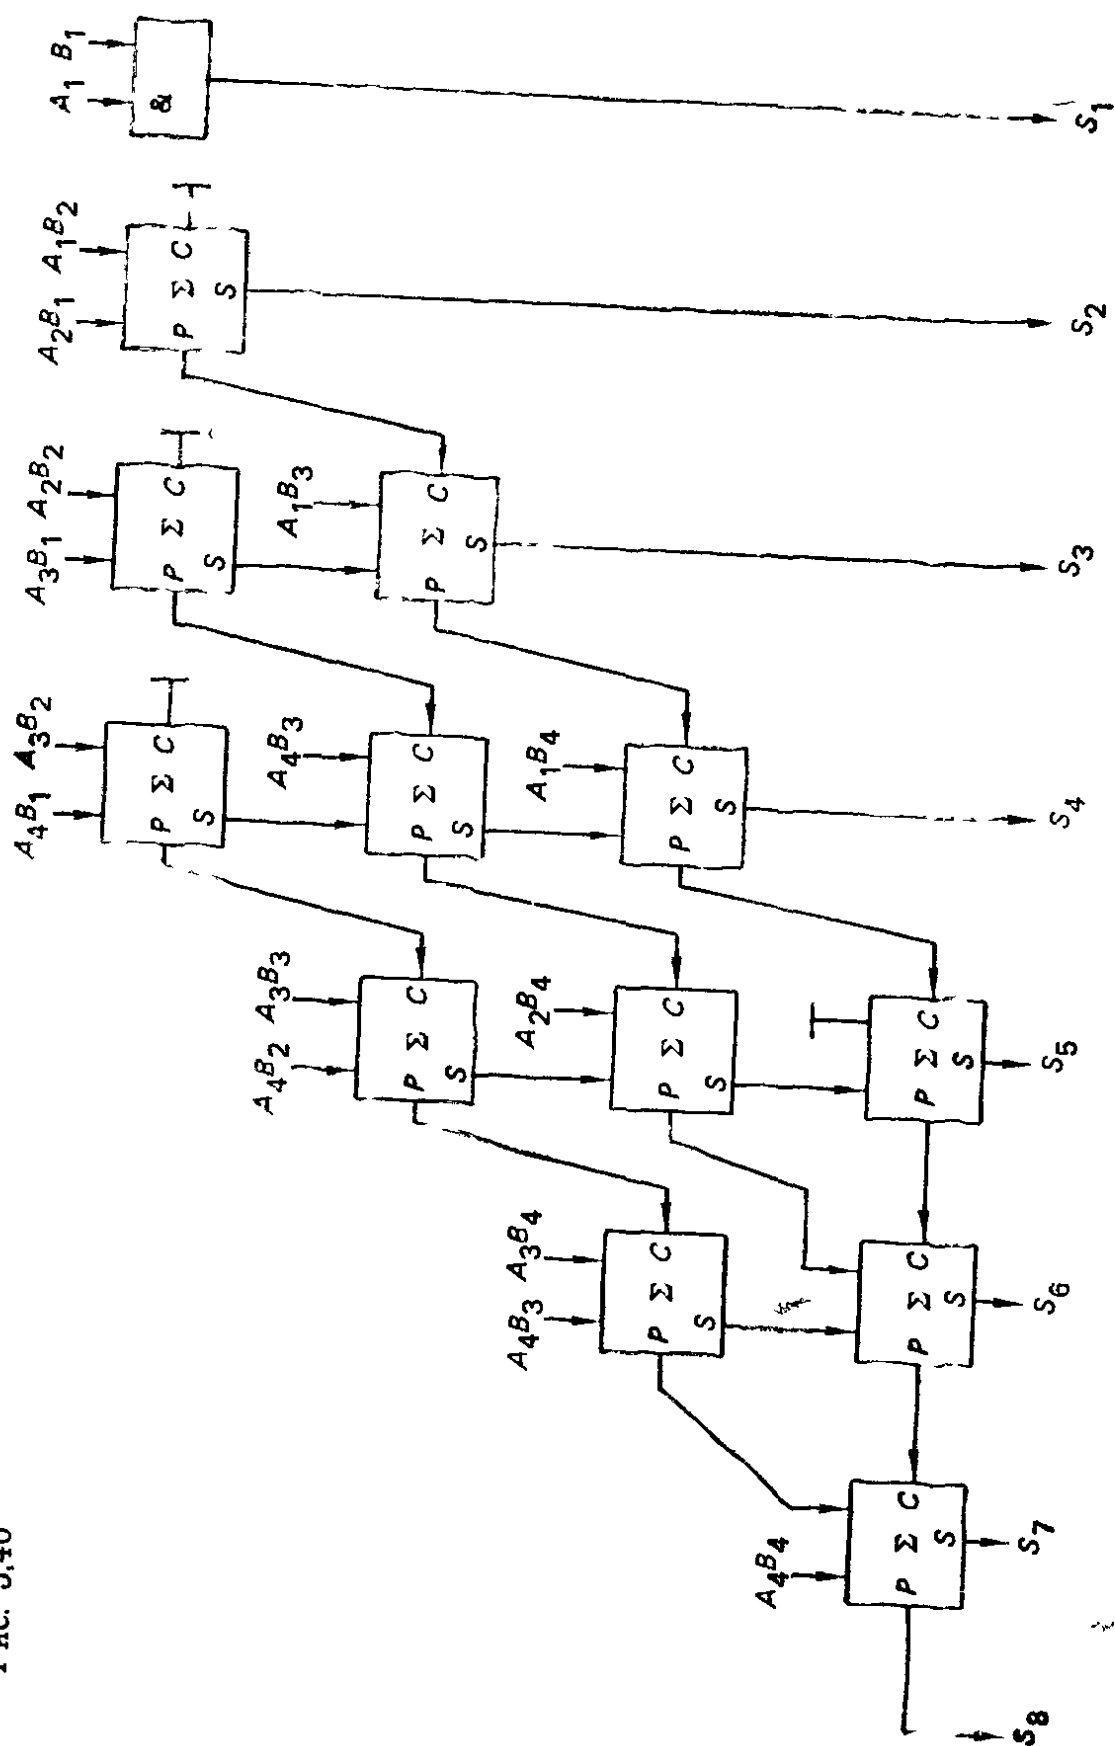 Рис.
A4B1 A3B2 A3B1 A2B2 A2B1 A1B2 A1 B1
P Σ C P Σ C P Σ C &
S S S
A4B2 A3B3 A4B3 A1B3
P Σ C P Σ C P Σ C
S S S
A4B3 A3B4 A2B4 A1B4
P Σ C P Σ C P Σ C
S S S
A4B4
P Σ C P Σ C P Σ C
S S S
S8 S7 S6 S5 S4 S3 S2 S1